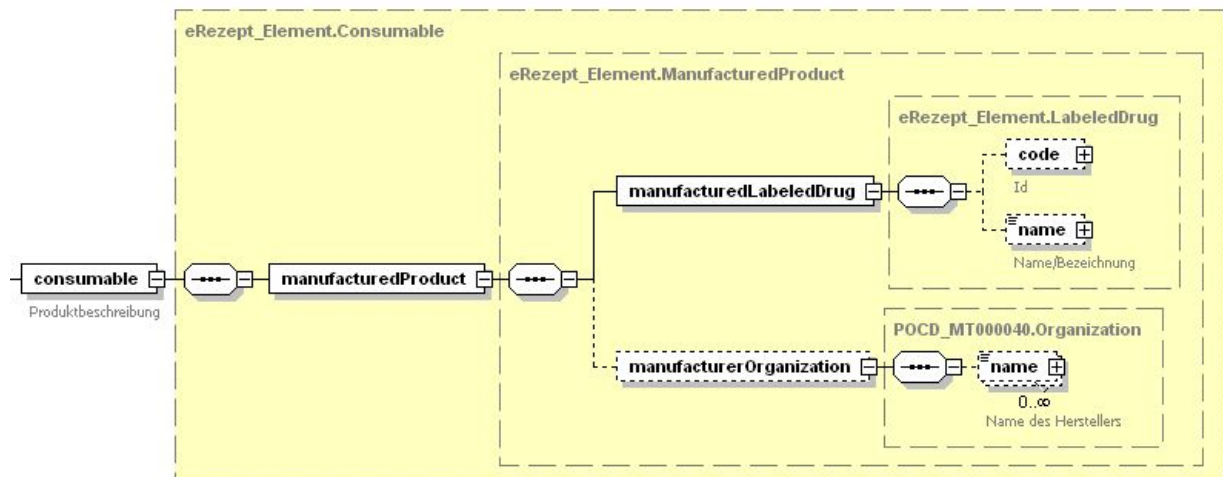 eRezept_Element.Consumable
eRezept_Element.ManufacturedProduct
eRezept_Element.LabeledDrug
code
Id
manufacturedLabeledDrug
name
Name/Bezeichnung
consumable
Produktbeschreibung
manufacturedProduct
POCD_MT000040.Organization
manufacturerOrganization
name
0..∞
Name des Herstellers